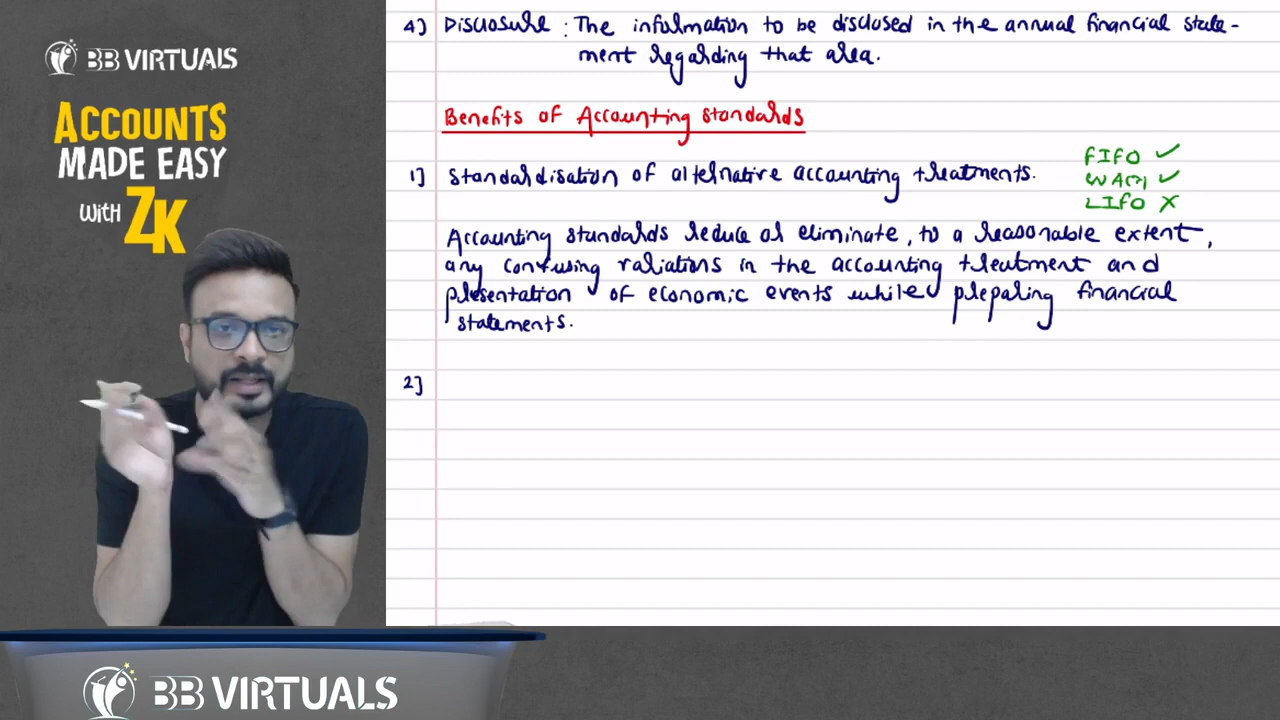 BB VIRTUALS
ACCOUNTS
MADE EASY
WITH ZK
4] Disclosure : The information to be disclosed in the annual financial state-
ment regarding that area.
Benefits of Accounting standards
1] Standardisation of alternative accounting treatments.
FIFO ✓
WAM ✓
LIFO X
Accounting standards reduce or eliminate, to a reasonable extent,
any confusing variations in the accounting treatment and
presentation of economic events while preparing financial
statements.
2]
BB VIRTUALS